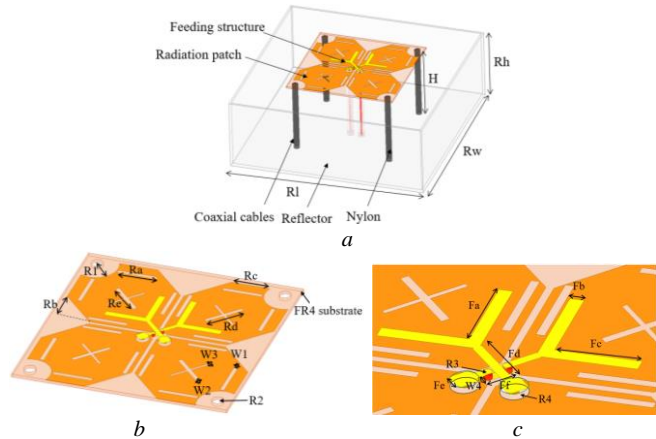 Feeding structure
Radiation patch
H
Rh
Rw
Rl
Coaxial cables
Reflector
Nylon
a
R1
Ra
Rc
Rb
Re
Rd
FR4 substrate
W3
W1
W2
R2
b
Fa
Fb
Fc
Fd
R3
Fe
W4
Ff
R4
c